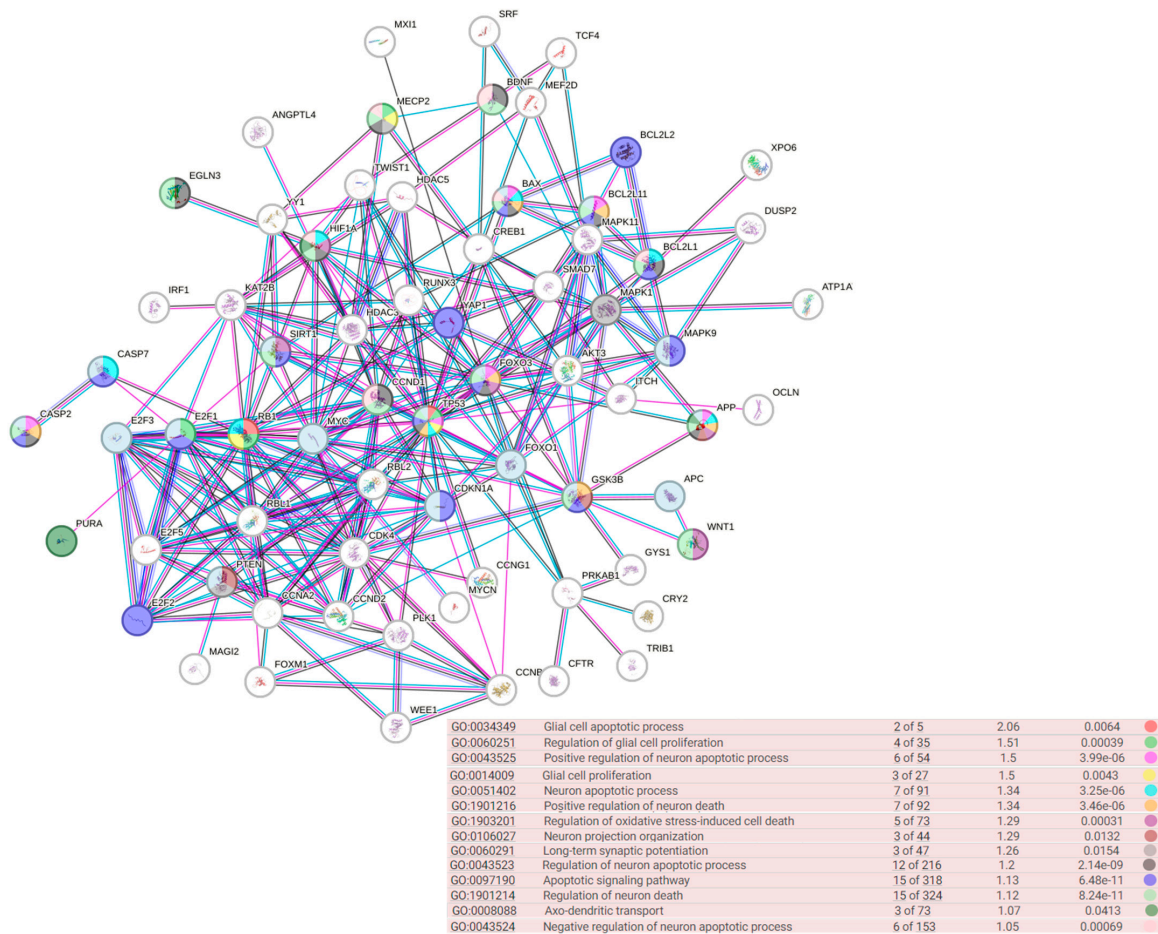 SRF
MXI1
TCF4
BDNF
MEF2D
MECP2
ANGPTL4
BCL2L2
XPO6
TWIST1
HDAC5
EGLN3
BAX
BCL2L11
DUSP2
YY1
MAPK11
CREB1
HIF1A
BCL2L1
SMAD7
RUNX3
IRF1
KAT2B
MAPK1
ATP1A
YAP1
HDAC3
MAPK9
SIRT1
CASP7
FOXO3
AKT3
ITCH
OCLN
CCND1
CASP2
TP53
APP
E2F3
E2F1
RB1
MYC
FOXO1
RBL2
GSK3B
APC
CDKN1A
PURA
RBL1
WNT1
E2F5
CDK4
GYS1
PTEN
CCNG1
MYCN
PRKAB1
CCNA2
CCND2
E2F2
PLK1
CRY2
MAGI2
TRIB1
FOXM1
CCNB
CFTR
WEE1
GO:0034349 Glial cell apoptotic process 2 of 5 2.06 0.0064
GO:0060251 Regulation of glial cell proliferation 4 of 35 1.51 0.00039
GO:0043525 Positive regulation of neuron apoptotic process 6 of 54 1.5 3.99e-06
GO:0014009 Glial cell proliferation 3 of 27 1.5 0.0043
GO:0051402 Neuron apoptotic process 7 of 91 1.34 3.25e-06
GO:1901216 Positive regulation of neuron death 7 of 92 1.34 3.46e-06
GO:1903201 Regulation of oxidative stress-induced cell death 5 of 73 1.29 0.00031
GO:0106027 Neuron projection organization 3 of 44 1.29 0.0132
GO:0060291 Long-term synaptic potentiation 3 of 47 1.26 0.0154
GO:0043523 Regulation of neuron apoptotic process 12 of 216 1.2 2.14e-09
GO:0097190 Apoptotic signaling pathway 15 of 318 1.13 6.48e-11
GO:1901214 Regulation of neuron death 15 of 324 1.12 8.24e-11
GO:0008088 Axo-dendritic transport 3 of 73 1.07 0.0413
GO:0043524 Negative regulation of neuron apoptotic process 6 of 153 1.05 0.00069